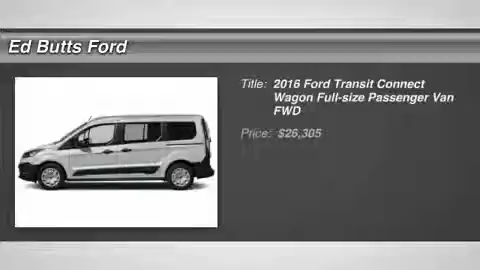 Ed Butts Ford
Title: 2016 Ford Transit Connect
Wagon Full-size Passenger Van
FWD
Price: $26,305